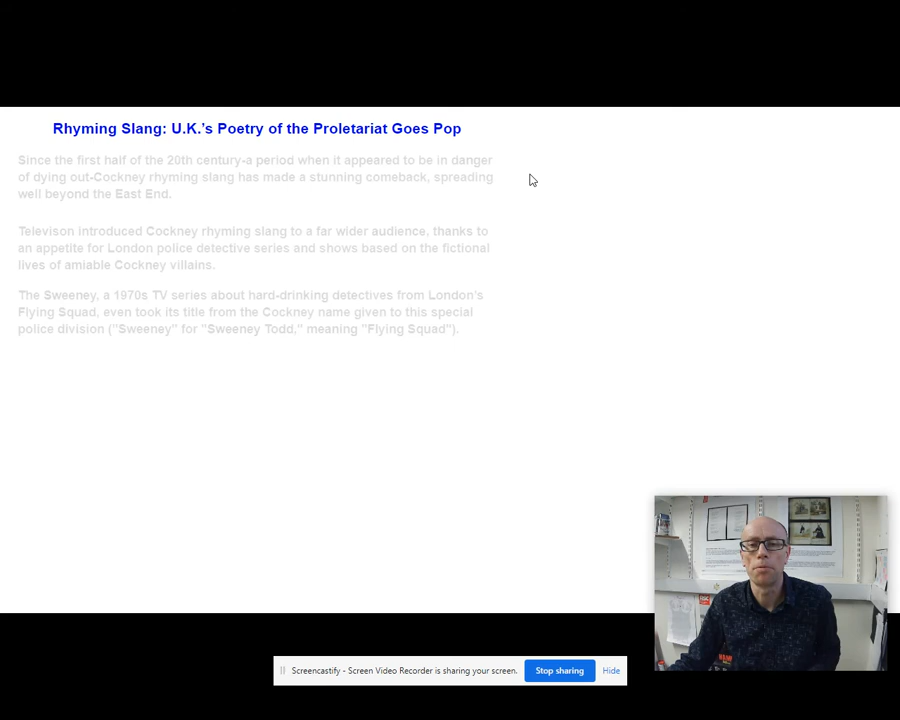 Rhyming Slang: U.K.'s Poetry of the Proletariat Goes Pop
Since the first half of the 20th century-a period when it appeared to be in danger
of dying out-Cockney rhyming slang has made a stunning comeback, spreading
well beyond the East End.
Televison introduced Cockney rhyming slang to a far wider audience, thanks to
an appetite for London police detective series and shows based on the fictional
lives of amiable Cockney villains.
The Sweeney, a 1970s TV series about hard-drinking detectives from London's
Flying Squad, even took its title from the Cockney name given to this special
police division ("Sweeney" for "Sweeney Todd," meaning "Flying Squad").
Screencastify - Screen Video Recorder is sharing your screen.
Stop sharing
Hide